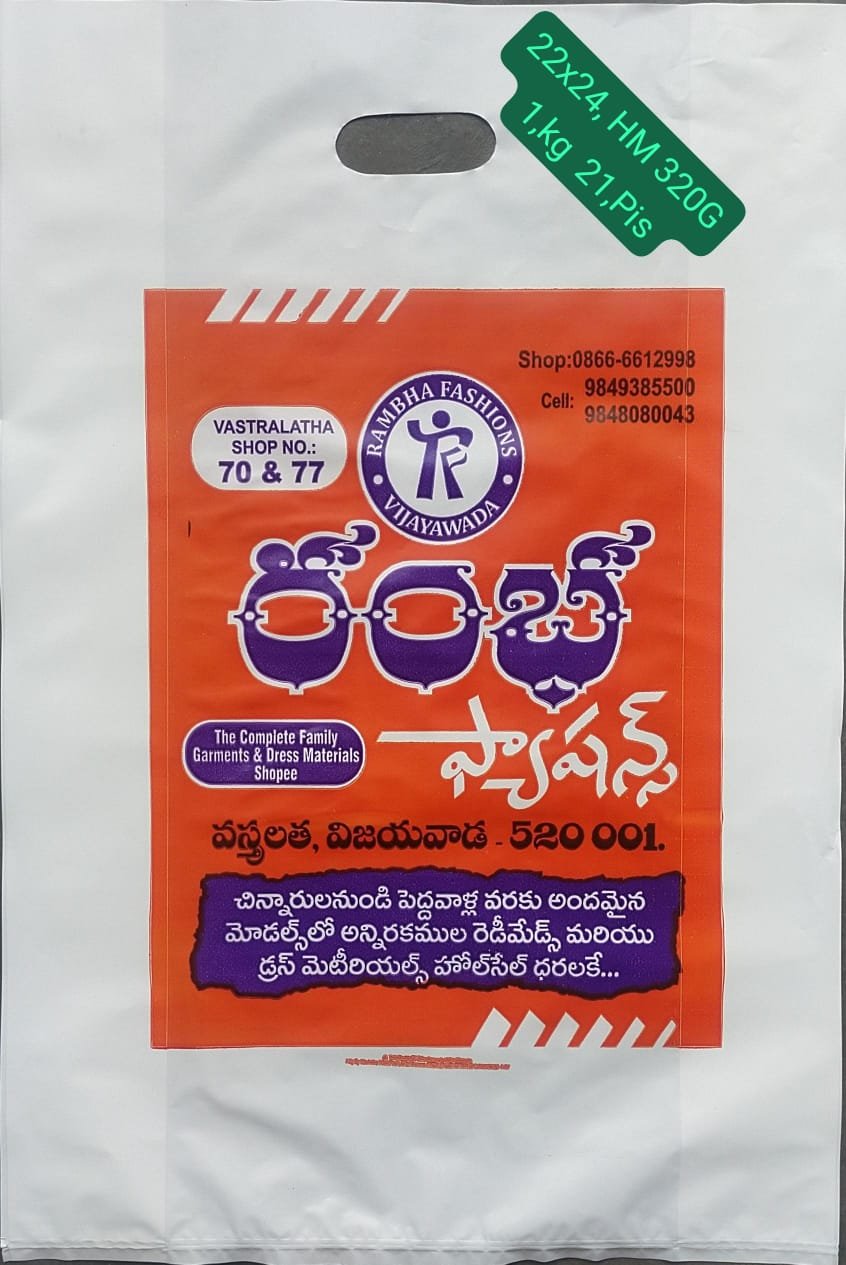 22x24, HM 320G
1,kg 21,Pis
Shop:0866-6612998
Cell: 9849385500
9848080043
VASTRALATHA
SHOP NO.:
70 & 77
RAMBHA FASHIONS
VIJAYAWADA
రంభ
ఫ్యాషన్స్
The Complete Family
Garments & Dress Materials
Shopee
వస్త్రలత, విజయవాడ - 520 001.
చిన్నారులనుండి పెద్దవాళ్ల వరకు అందమైన
మోడల్స్‌లో అన్నిరకముల రెడీమేడ్స్ మరియు
డ్రస్ మెటీరియల్స్ హోల్‌సేల్ ధరలకే...